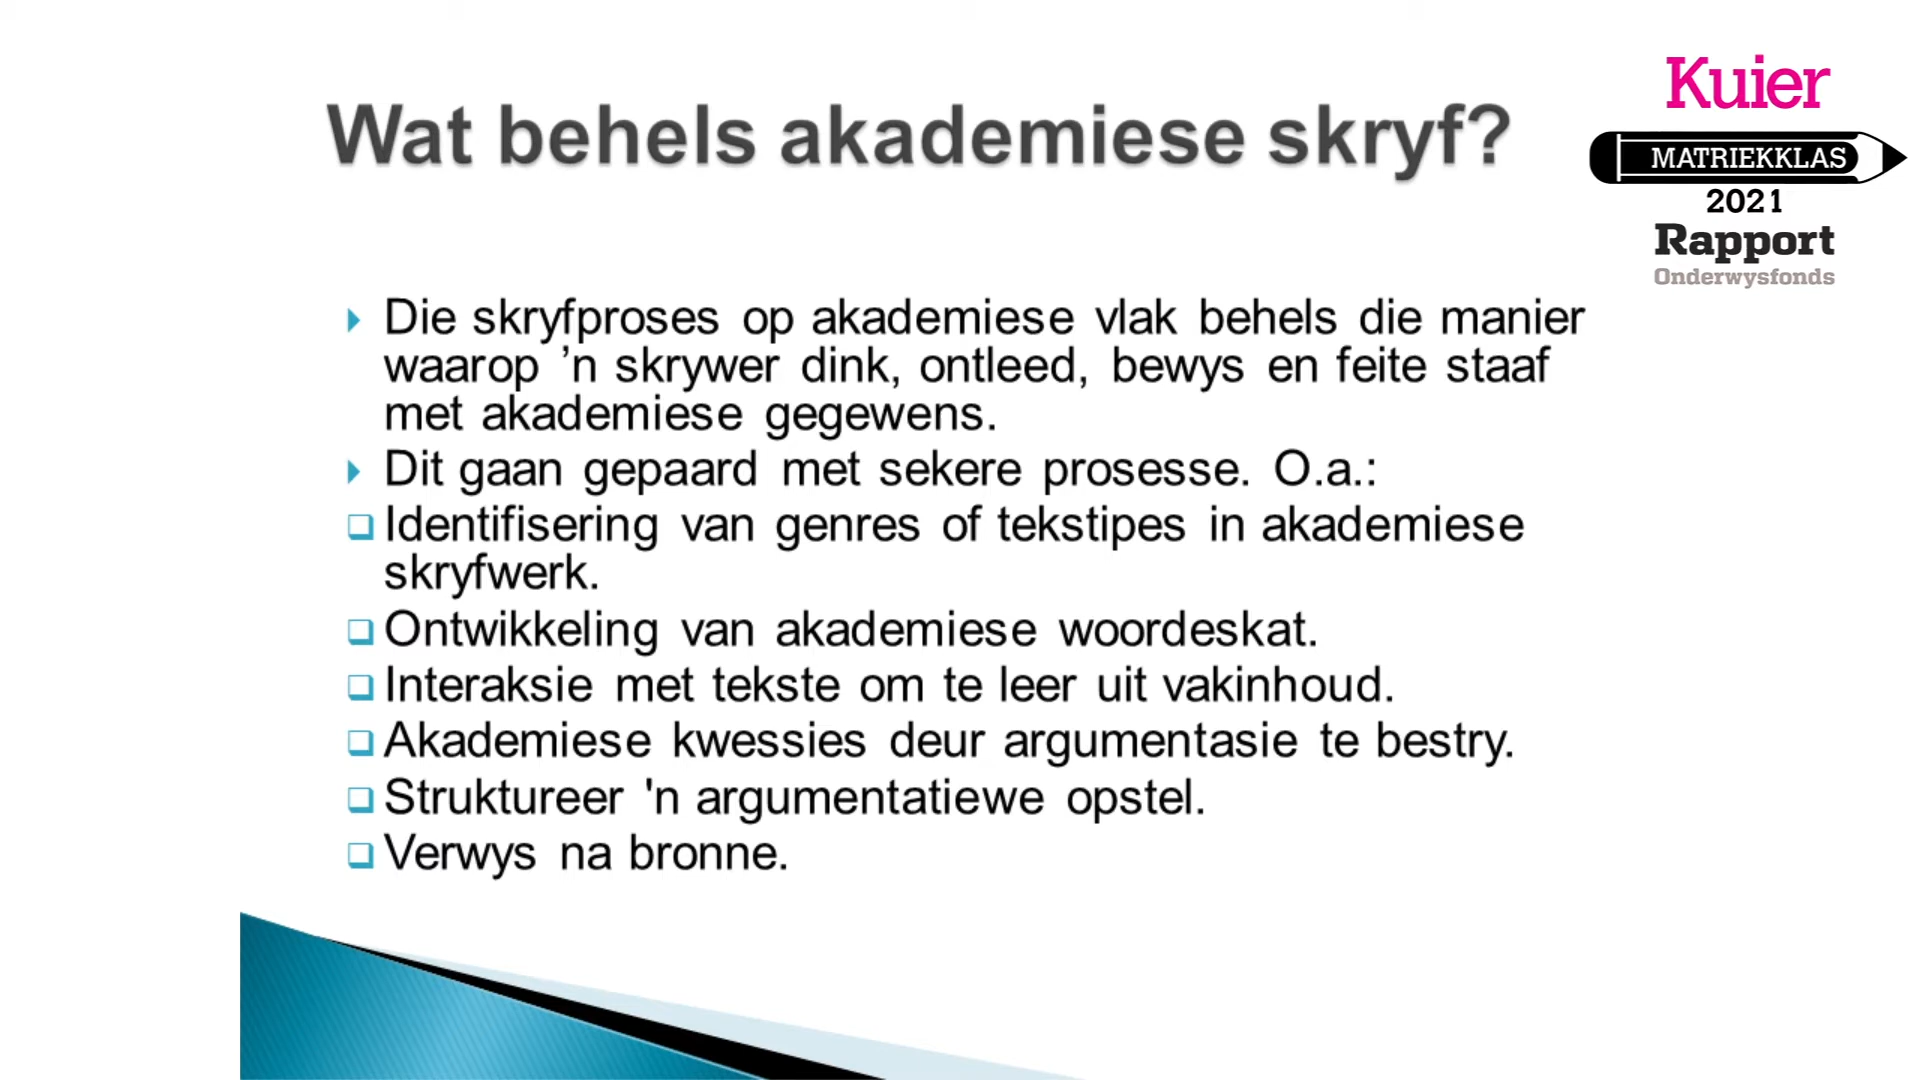 Wat behels akademiese skryf?
Kuier
MATRIEKKLAS
2021
Rapport
Onderwysfonds
Die skryfproses op akademiese vlak behels die manier
waarop ’n skrywer dink, ontleed, bewys en feite staaf
met akademiese gegewens.
Dit gaan gepaard met sekere prosesse. O.a.:
Identifisering van genres of tekstipes in akademiese
skryfwerk.
Ontwikkeling van akademiese woordeskat.
Interaksie met tekste om te leer uit vakinhoud.
Akademiese kwessies deur argumentasie te bestry.
Struktureer 'n argumentatiewe opstel.
Verwys na bronne.